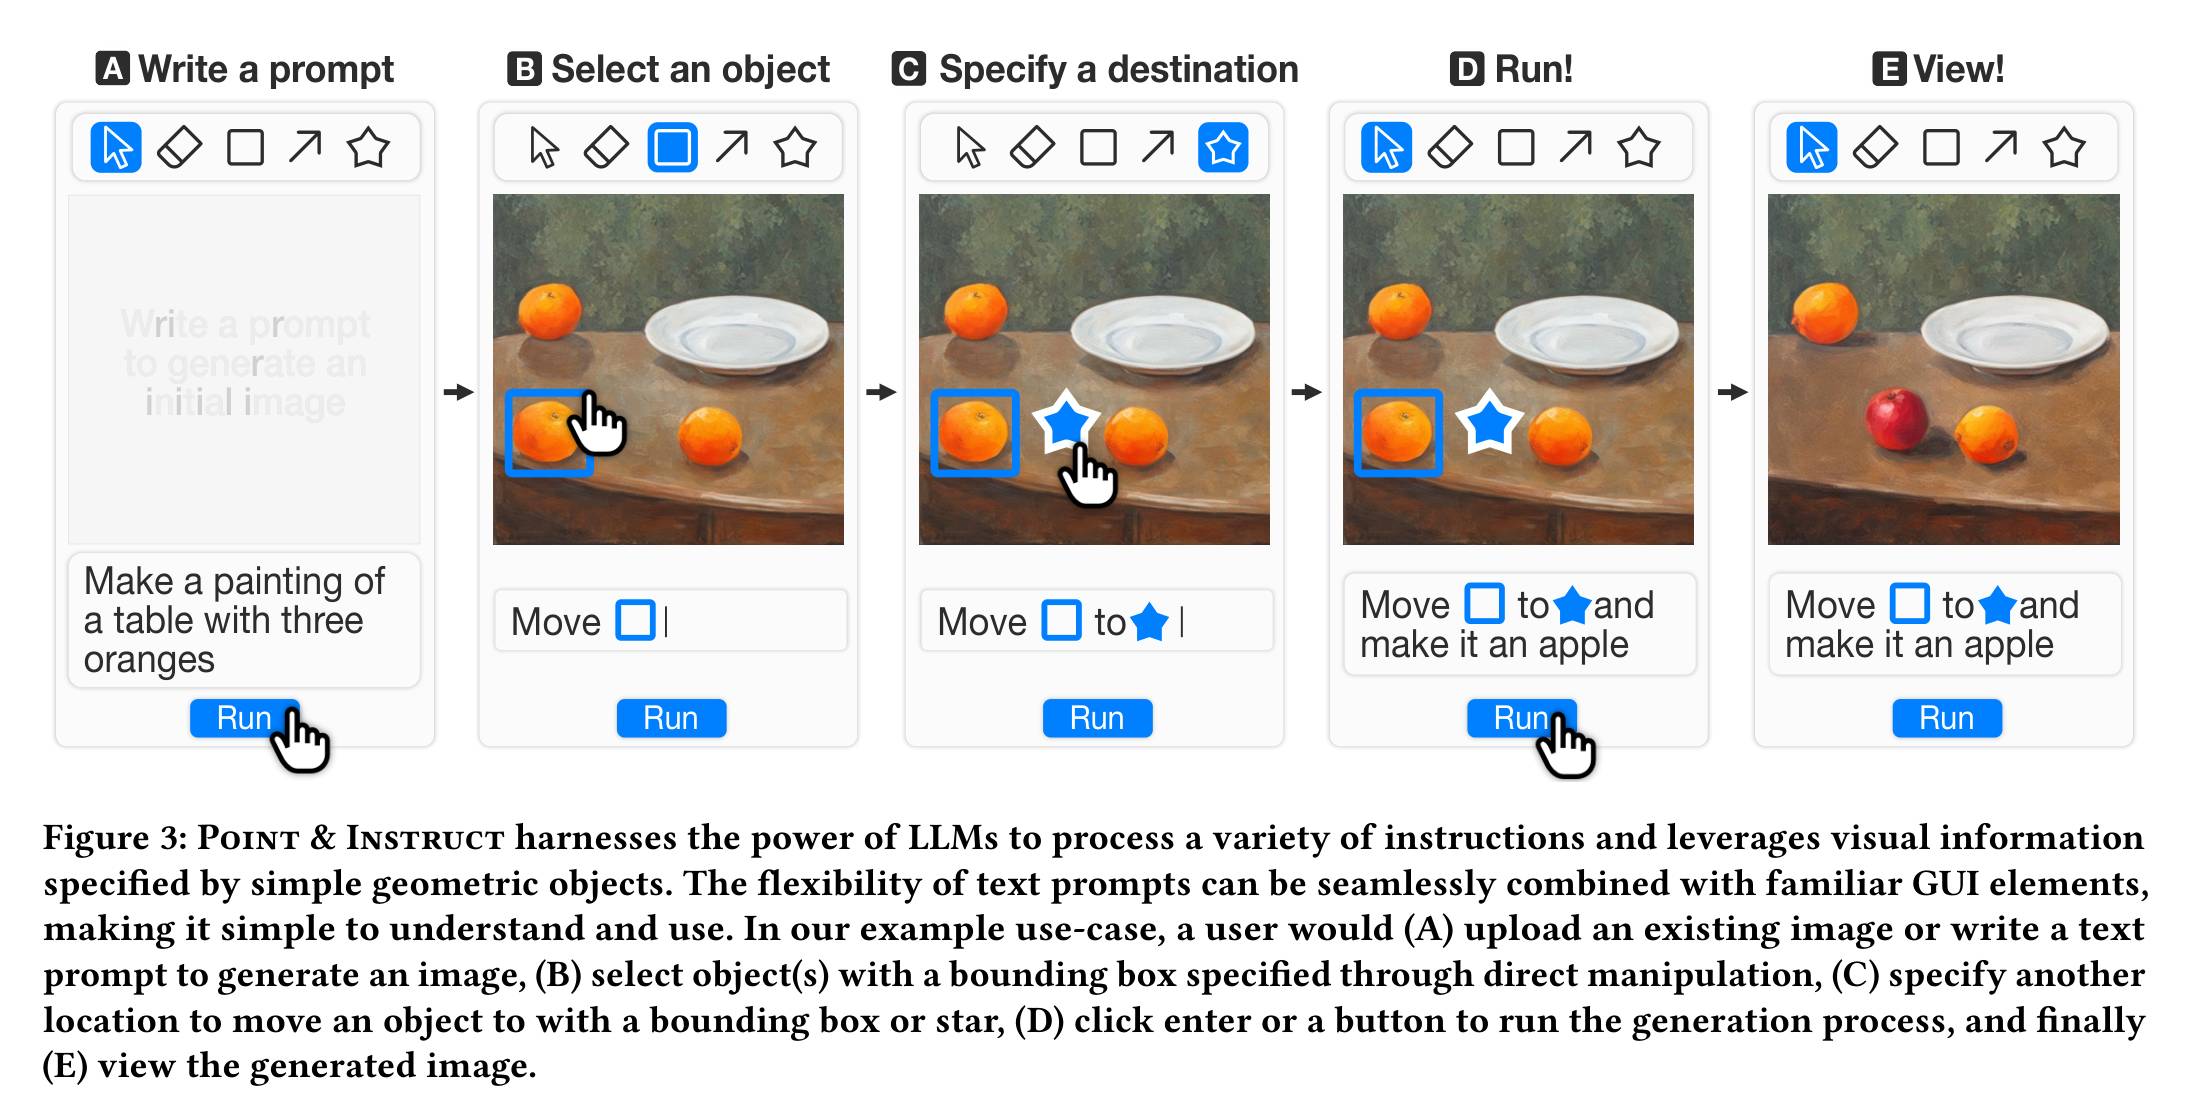 A Write a prompt
B Select an object
C Specify a destination
D Run!
E View!
Write a prompt
to generate an
initial image
Make a painting of
a table with three
oranges
Run
Move
Run
Move to
Run
Move to and
make it an apple
Run
Move to and
make it an apple
Run
Figure 3: POINT & INSTRUCT harnesses the power of LLMs to process a variety of instructions and leverages visual information
specified by simple geometric objects. The flexibility of text prompts can be seamlessly combined with familiar GUI elements,
making it simple to understand and use. In our example use-case, a user would (A) upload an existing image or write a text
prompt to generate an image, (B) select object(s) with a bounding box specified through direct manipulation, (C) specify another
location to move an object to with a bounding box or star, (D) click enter or a button to run the generation process, and finally
(E) view the generated image.